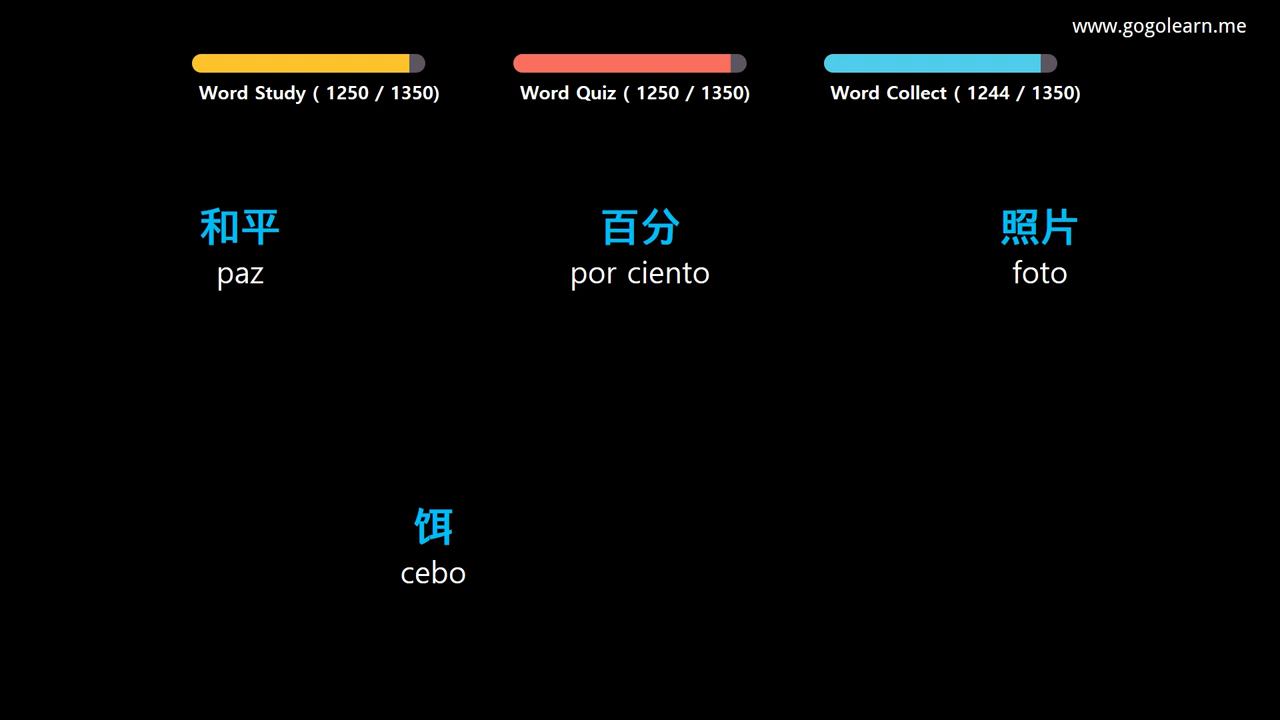 www.gogolearn.me
Word Study ( 1250 / 1350)
Word Quiz ( 1250 / 1350)
Word Collect ( 1244 / 1350)
和平
paz
百分
por ciento
照片
foto
饵
cebo